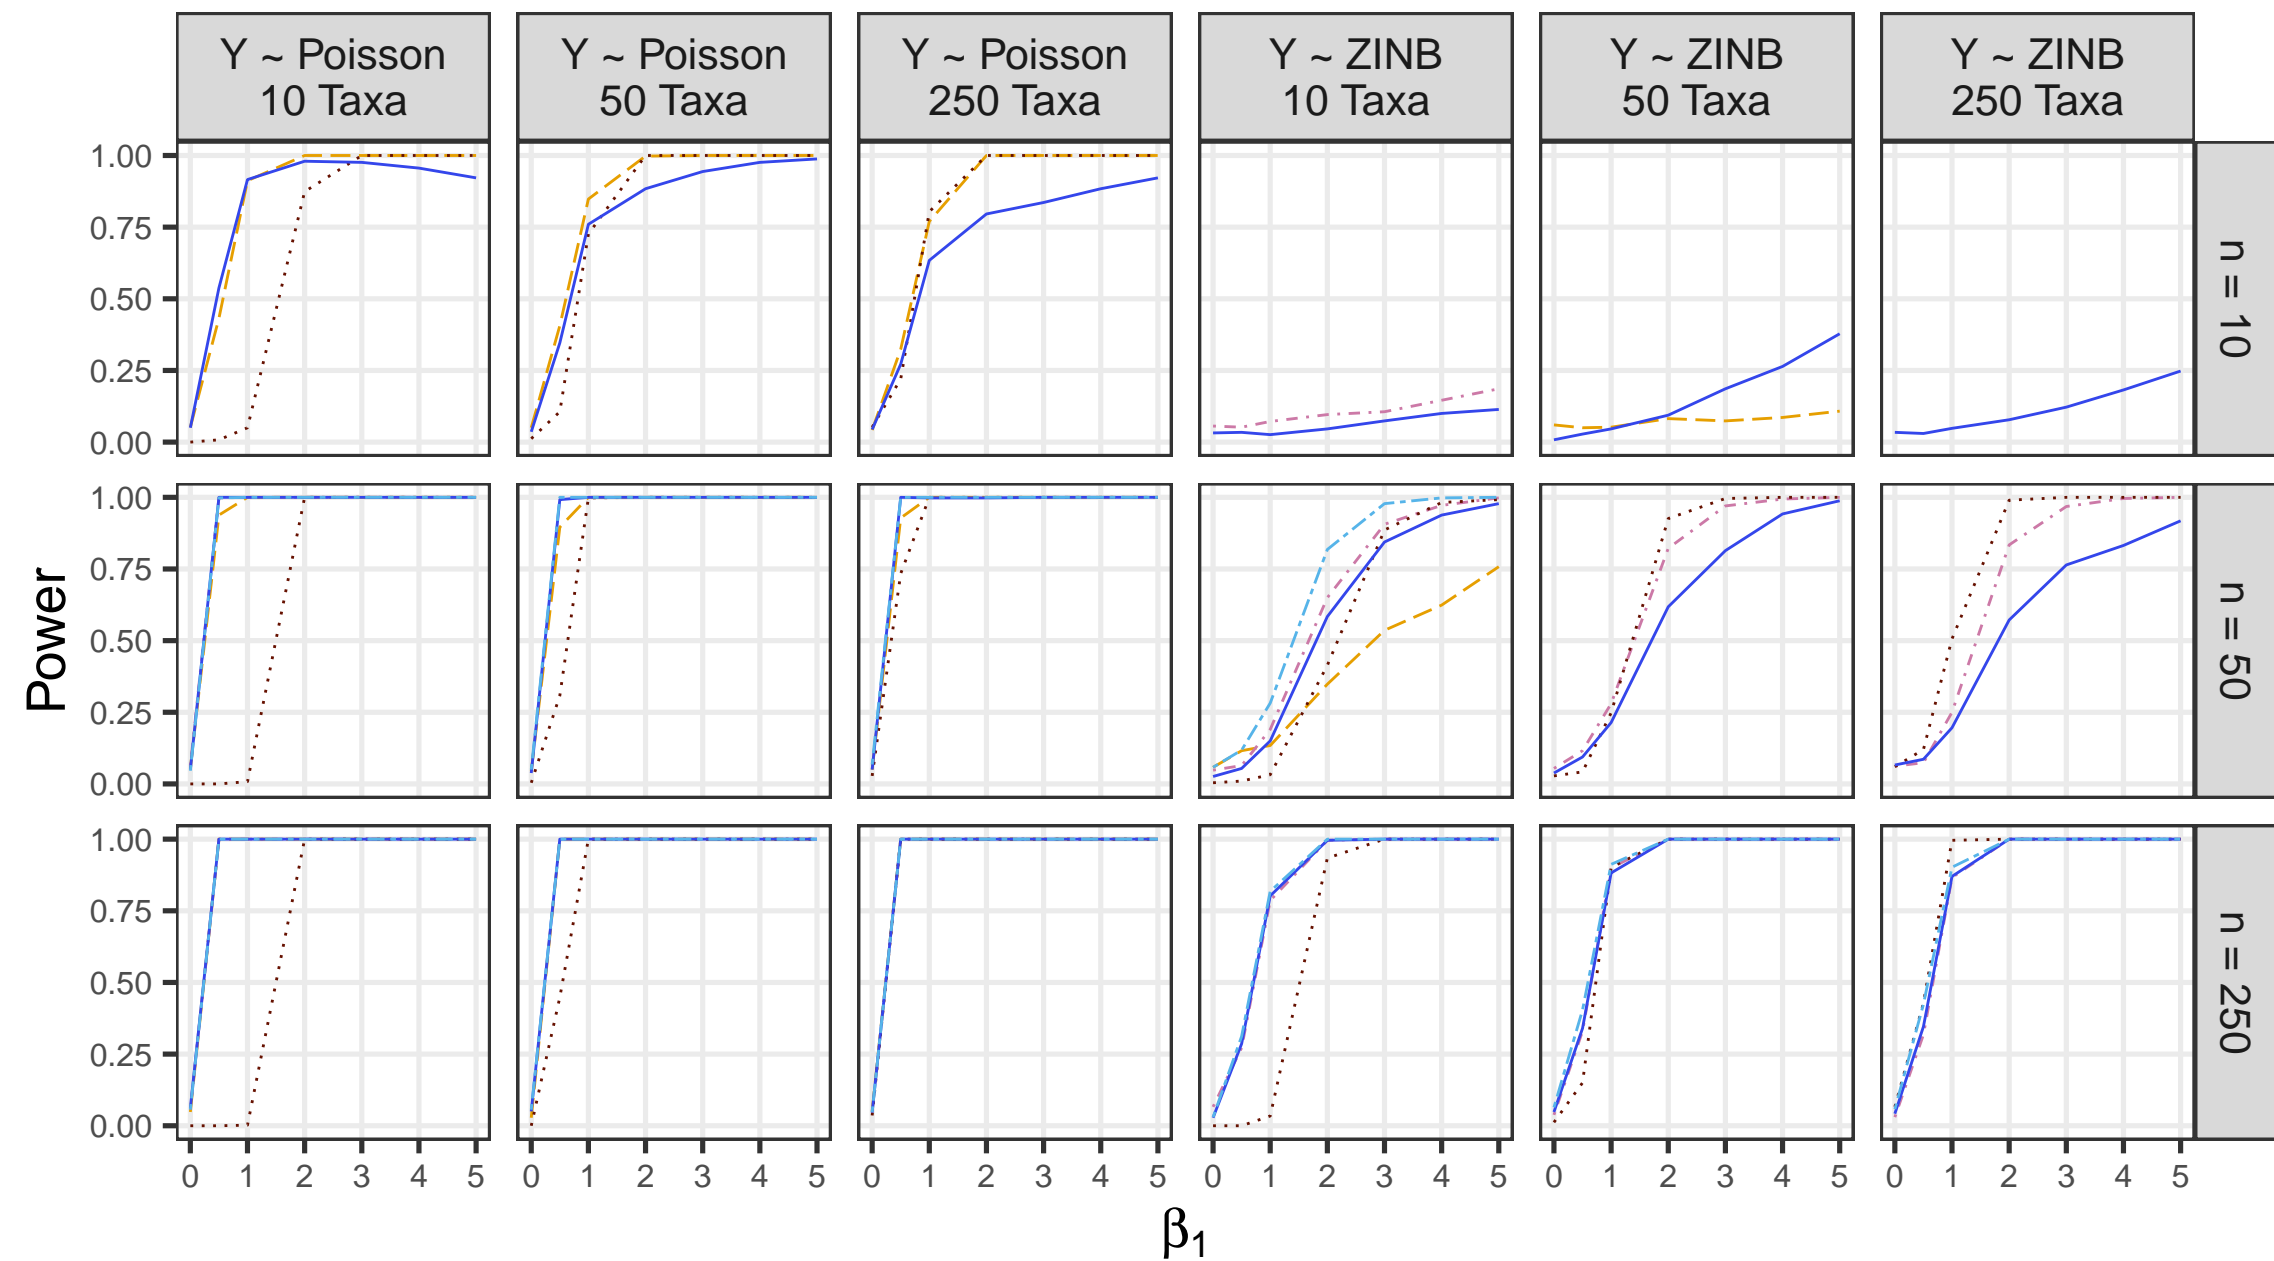 Y ~ Poisson
10 Taxa
Y ~ Poisson
50 Taxa
Y ~ Poisson
250 Taxa
Y ~ ZINB
10 Taxa
Y ~ ZINB
50 Taxa
Y ~ ZINB
250 Taxa
1.00
0.75
0.50
0.25
0.00
n = 10
1.00
0.75
0.50
0.25
0.00
n = 50
1.00
0.75
0.50
0.25
0.00
n = 250
Power
0 1 2 3 4 5
0 1 2 3 4 5
0 1 2 3 4 5
0 1 2 3 4 5
0 1 2 3 4 5
0 1 2 3 4 5
β₁